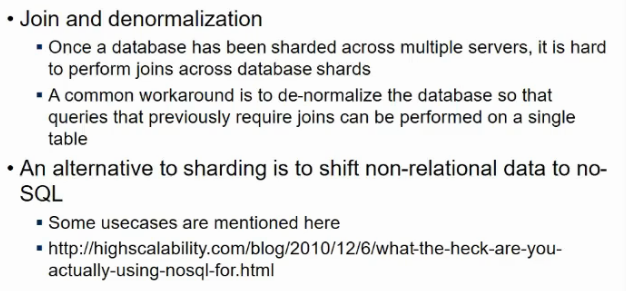 • Join and denormalization
▪ Once a database has been sharded across multiple servers, it is hard
to perform joins across database shards
▪ A common workaround is to de-normalize the database so that
queries that previously require joins can be performed on a single
table
• An alternative to sharding is to shift non-relational data to no-
SQL
▪ Some usecases are mentioned here
▪ http://highscalability.com/blog/2010/12/6/what-the-heck-are-you-
actually-using-nosql-for.html